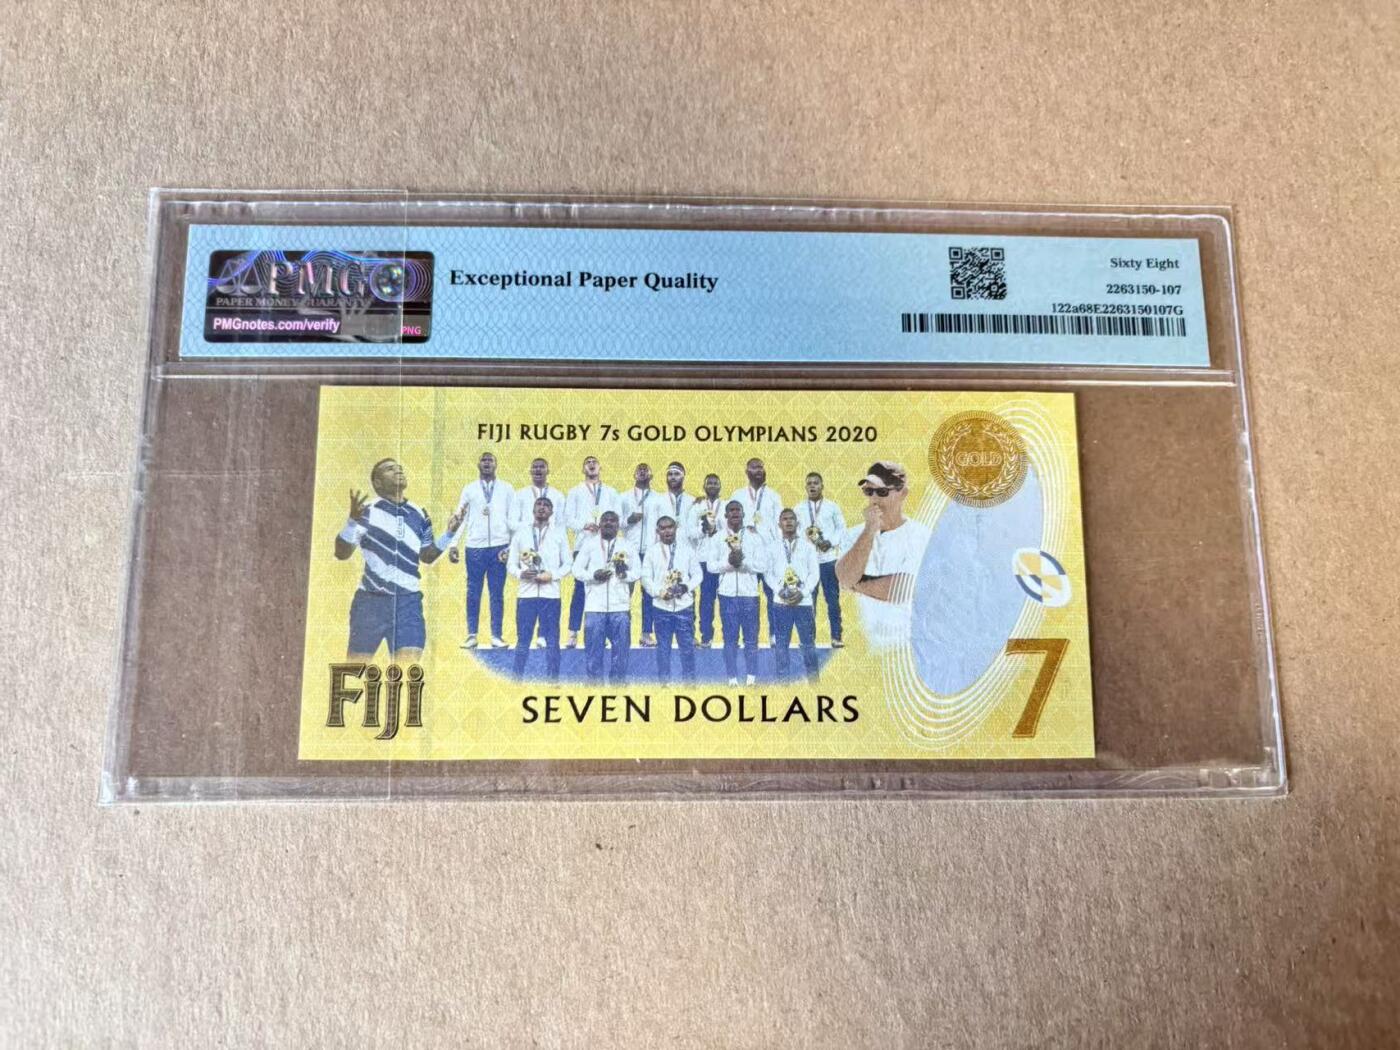 PMG
PAPER MONEY GUARANTY
PMGnotes.com/verify
PNG
Exceptional Paper Quality
Sixty Eight
2263150-107
122a68E2263150107G
FIJI RUGBY 7s GOLD OLYMPIANS 2020
GOLD
Fiji
SEVEN DOLLARS
7